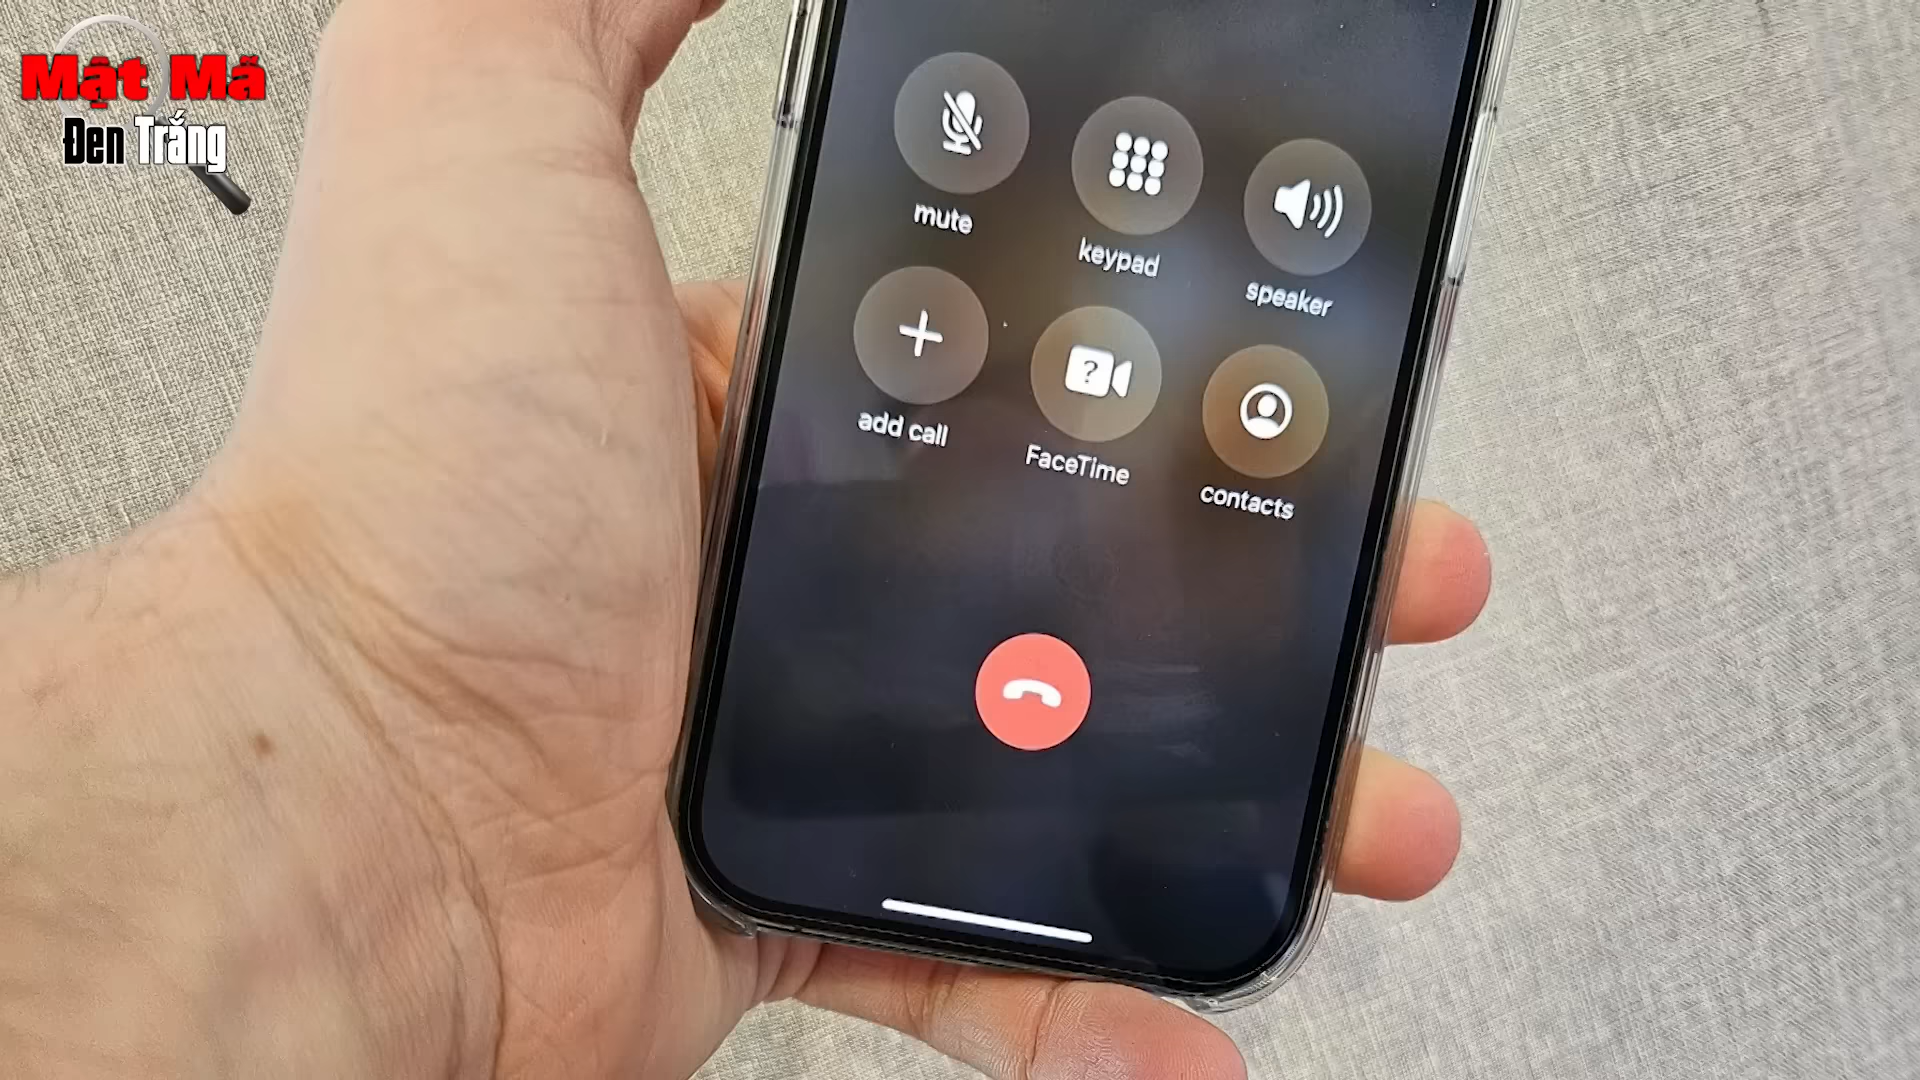 Mật Mã
Đen Trắng
mute
keypad
speaker
add call
?
FaceTime
contacts